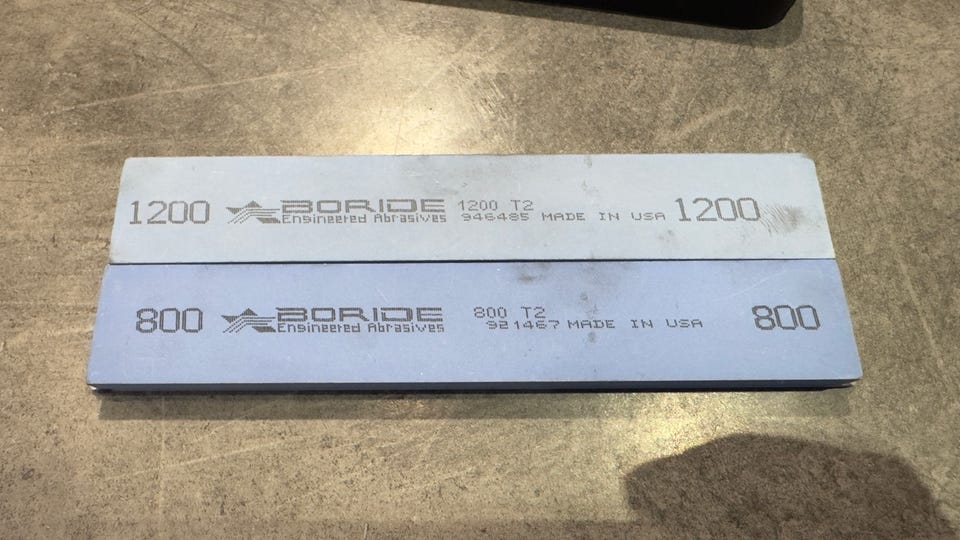 1200 BORIDE 1200 T2 1200
Engineered Abrasives 946485 MADE IN USA
800 BORIDE 800 T2 800
Engineered Abrasives 921467 MADE IN USA